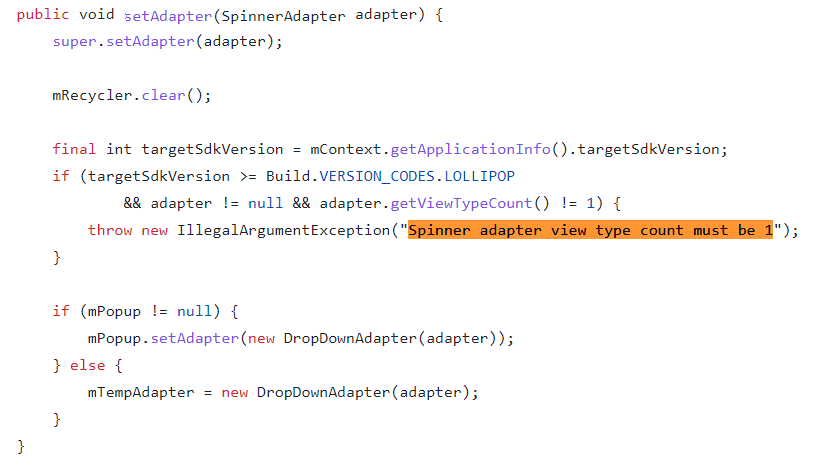 public void setAdapter(SpinnerAdapter adapter) {
    super.setAdapter(adapter);
    mRecycler.clear();
    final int targetSdkVersion = mContext.getApplicationInfo().targetSdkVersion;
    if (targetSdkVersion >= Build.VERSION_CODES.LOLLIPOP
            && adapter != null && adapter.getViewTypeCount() != 1) {
        throw new IllegalArgumentException("Spinner adapter view type count must be 1");
    }
    if (mPopup != null) {
        mPopup.setAdapter(new DropDownAdapter(adapter));
    } else {
        mTempAdapter = new DropDownAdapter(adapter);
    }
}